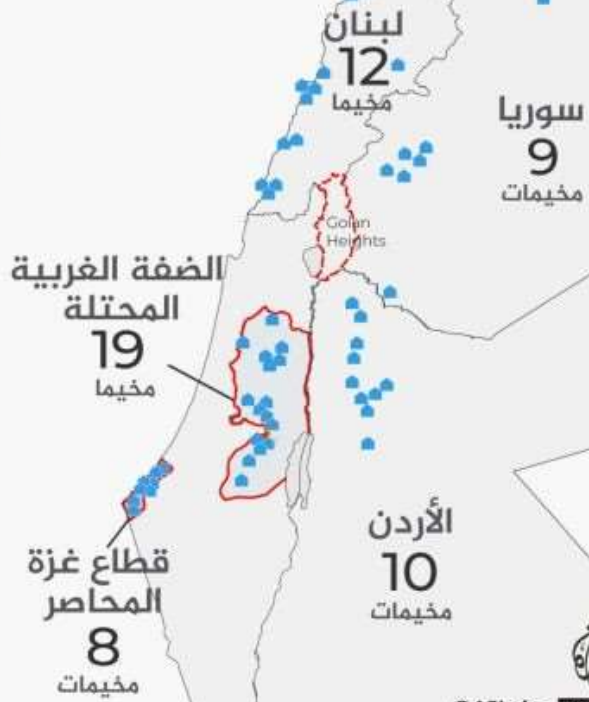 لبنان
12
مخيما
سوريا
9
مخيمات
Golan
Heights
الضفة الغربية
المحتلة
19
مخيما
الأردن
10
مخيمات
قطاع غزة
المحاصر
8
مخيمات